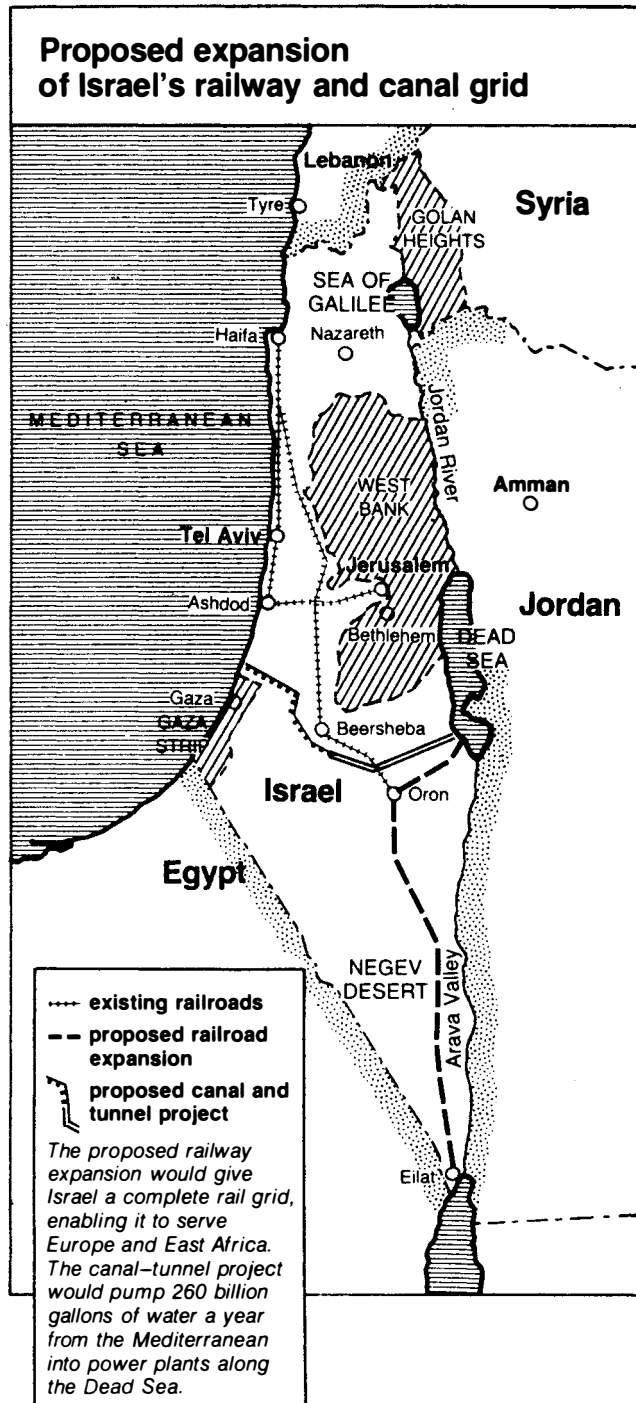 Proposed expansion
of Israel's railway and canal grid
Lebanon
Tyre
Syria
GOLAN
HEIGHTS
SEA OF
GALILEE
Haifa
Nazareth
MEDITERRANEAN
SEA
Jordan River
WEST
BANK
Amman
Tel Aviv
Jerusalem
Ashdod
Jordan
Bethlehem
DEAD
SEA
Gaza
GAZA
STRIP
Beersheba
Israel
Oron
Egypt
NEGEV
DESERT
Arava Valley
Eilat
existing railroads
proposed railroad
expansion
proposed canal and
tunnel project
The proposed railway
expansion would give
Israel a complete rail grid,
enabling it to serve
Europe and East Africa.
The canal–tunnel project
would pump 260 billion
gallons of water a year
from the Mediterranean
into power plants along
the Dead Sea.